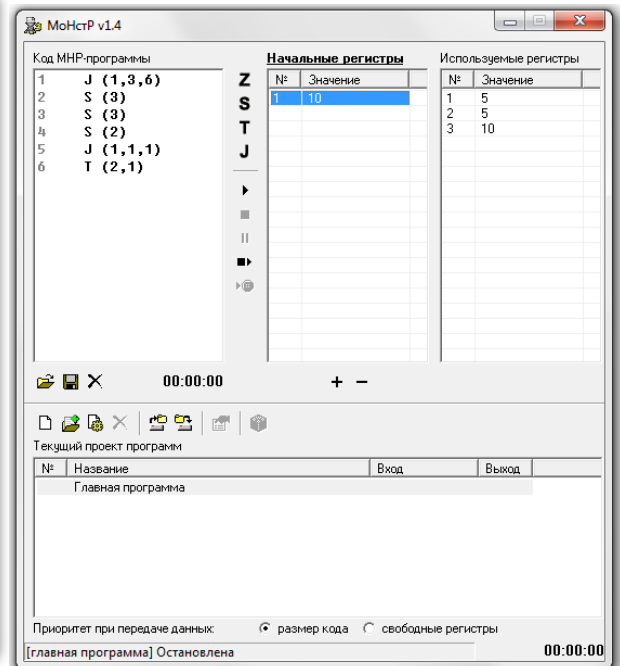 МоНстР v1.4
Код МНР-программы
1 J (1,3,6)
2 S (3)
3 S (3)
4 S (2)
5 J (1,1,1)
6 T (2,1)
Z
S
T
J
Начальные регистры
№ Значение
1 10
Используемые регистры
№ Значение
1 5
2 5
3 10
00:00:00
+ −
Текущий проект программ
№ Название Вход Выход
Главная программа
Приоритет при передаче данных: размер кода свободные регистры
[главная программа] Остановлена 00:00:00